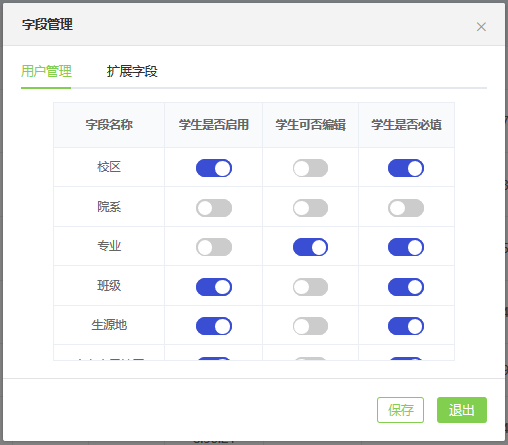 字段管理
用户管理 扩展字段
字段名称 学生是否启用 学生可否编辑 学生是否必填
校区
院系
专业
班级
生源地
保存 退出